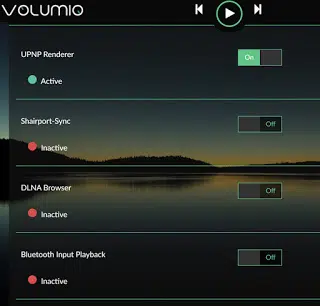 VOLUMIO
UPNP Renderer
On
Active
Shairport-Sync
Off
Inactive
DLNA Browser
Off
Inactive
Bluetooth Input Playback
Off
Inactive